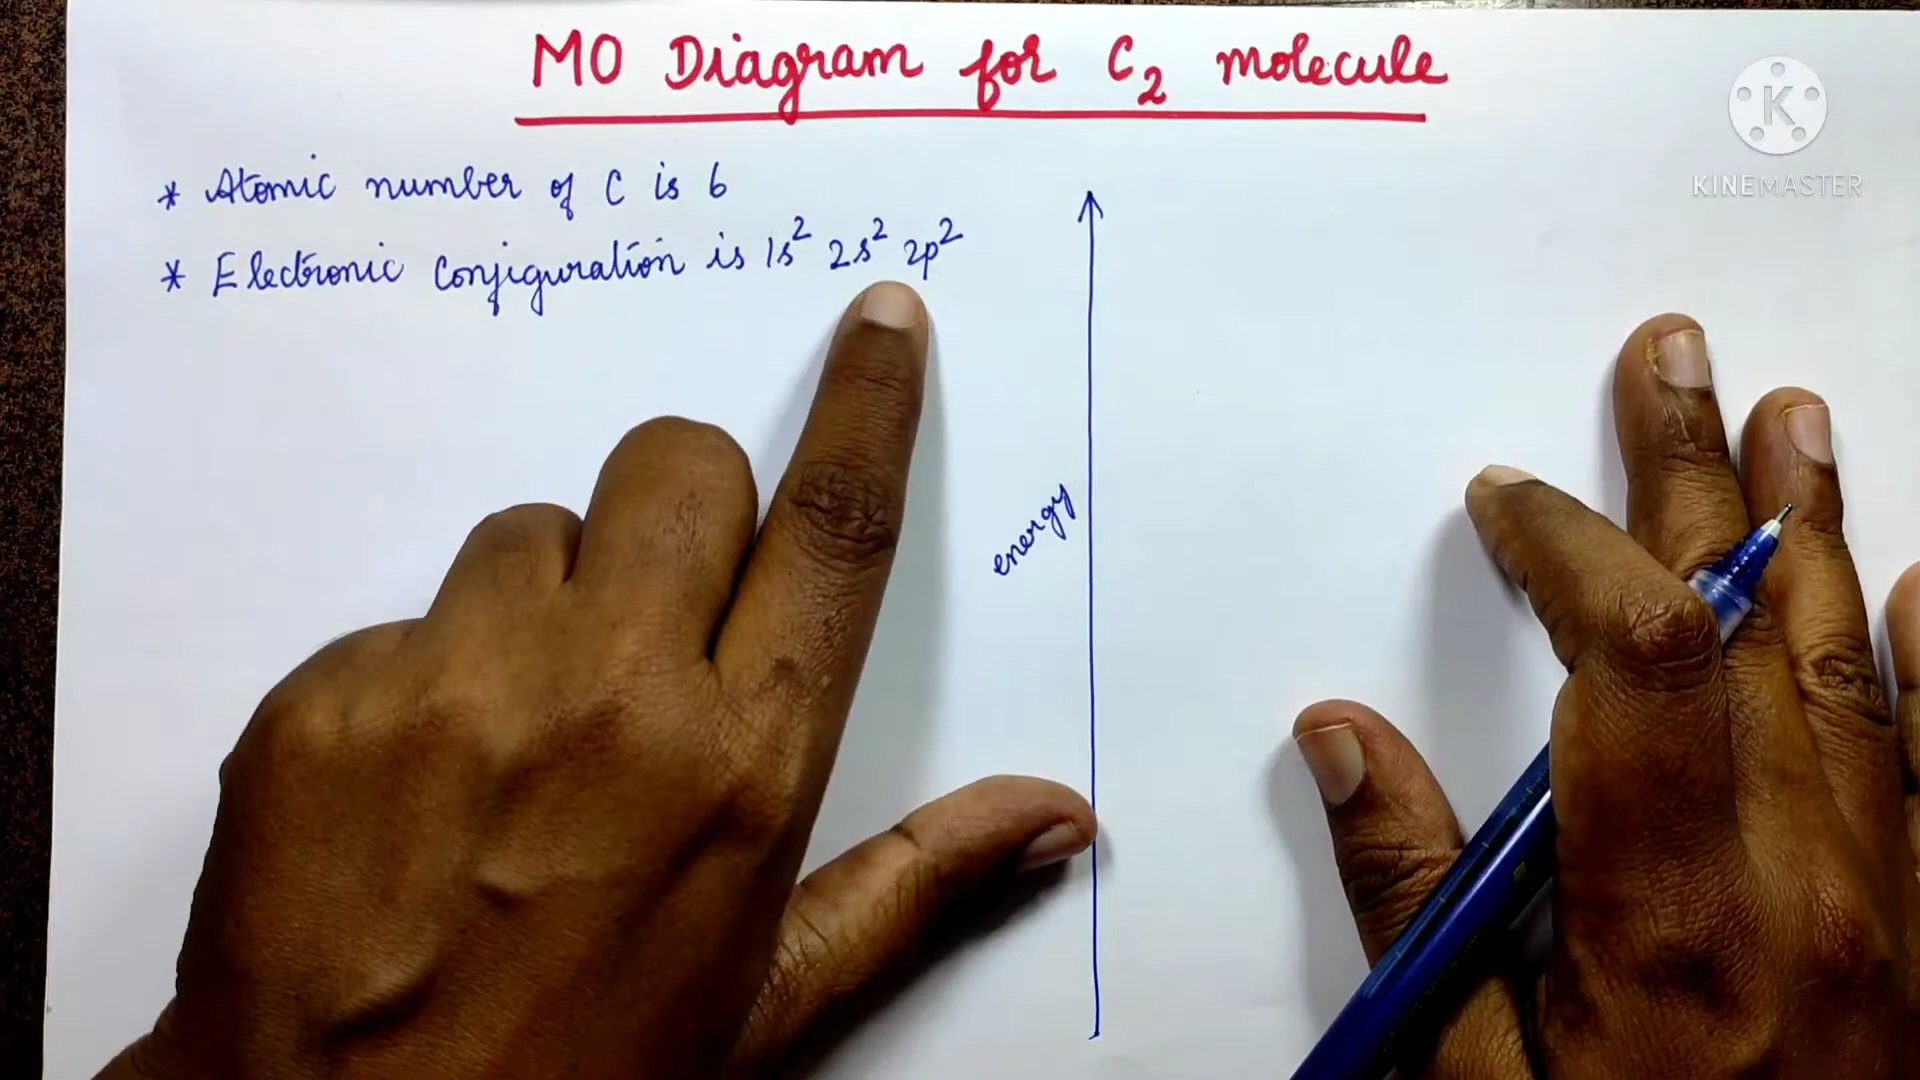 MO Diagram for C₂ molecule
* Atomic number of C is 6
* Electronic Configuration is 1s² 2s² 2p²
energy
K
KINEMASTER